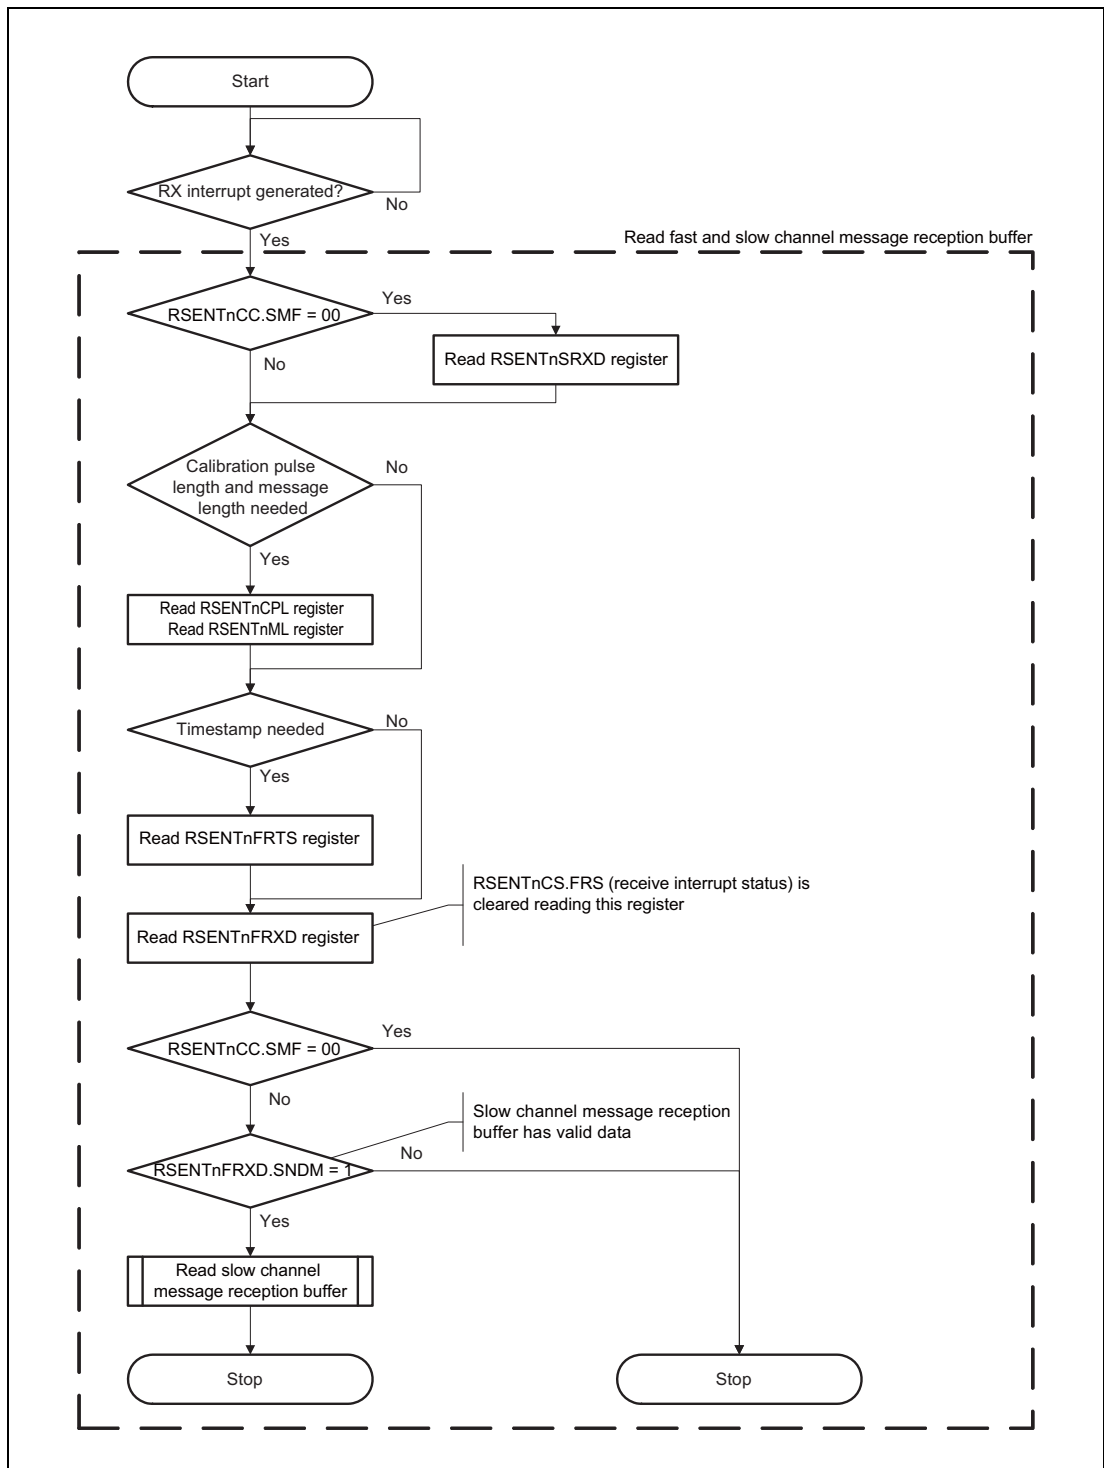 Start
RX interrupt generated?
No
Yes
Read fast and slow channel message reception buffer
RSENTnCC.SMF = 00
Yes
No
Read RSENTnSRXD register
Calibration pulse
length and message
length needed
No
Yes
Read RSENTnCPL register
Read RSENTnML register
Timestamp needed
No
Yes
Read RSENTnFRTS register
RSENTnCS.FRS (receive interrupt status) is
cleared reading this register
Read RSENTnFRXD register
RSENTnCC.SMF = 00
Yes
No
Slow channel message reception
buffer has valid data
RSENTnFRXD.SNDM = 1
No
Yes
Read slow channel
message reception buffer
Stop
Stop